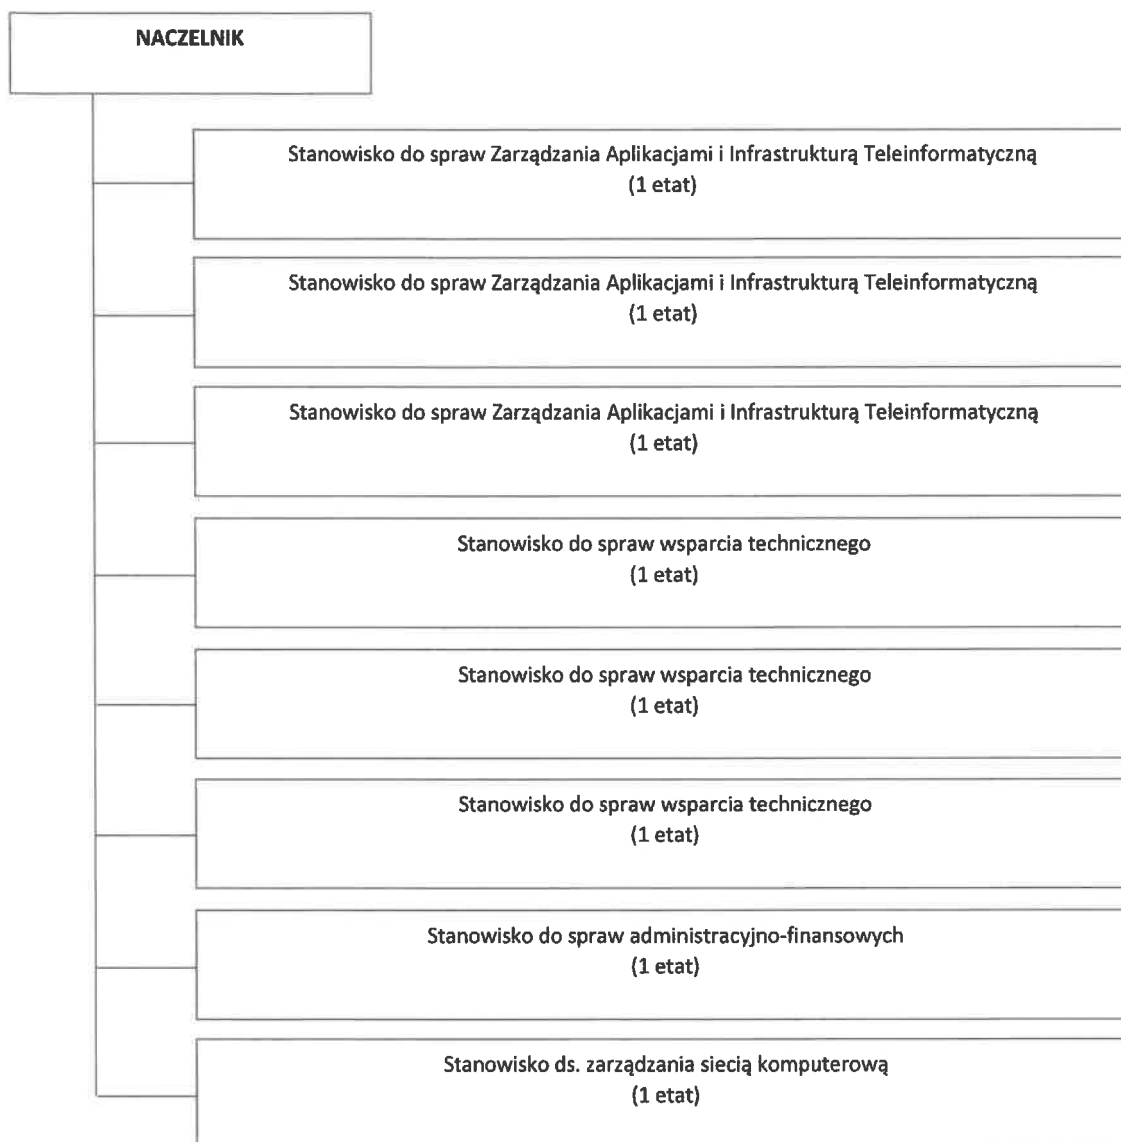 NACZELNIK
Stanowisko do spraw Zarządzania Aplikacjami i Infrastrukturą Teleinformatyczną
(1 etat)
Stanowisko do spraw Zarządzania Aplikacjami i Infrastrukturą Teleinformatyczną
(1 etat)
Stanowisko do spraw Zarządzania Aplikacjami i Infrastrukturą Teleinformatyczną
(1 etat)
Stanowisko do spraw wsparcia technicznego
(1 etat)
Stanowisko do spraw wsparcia technicznego
(1 etat)
Stanowisko do spraw wsparcia technicznego
(1 etat)
Stanowisko do spraw administracyjno-finansowych
(1 etat)
Stanowisko ds. zarządzania siecią komputerową
(1 etat)